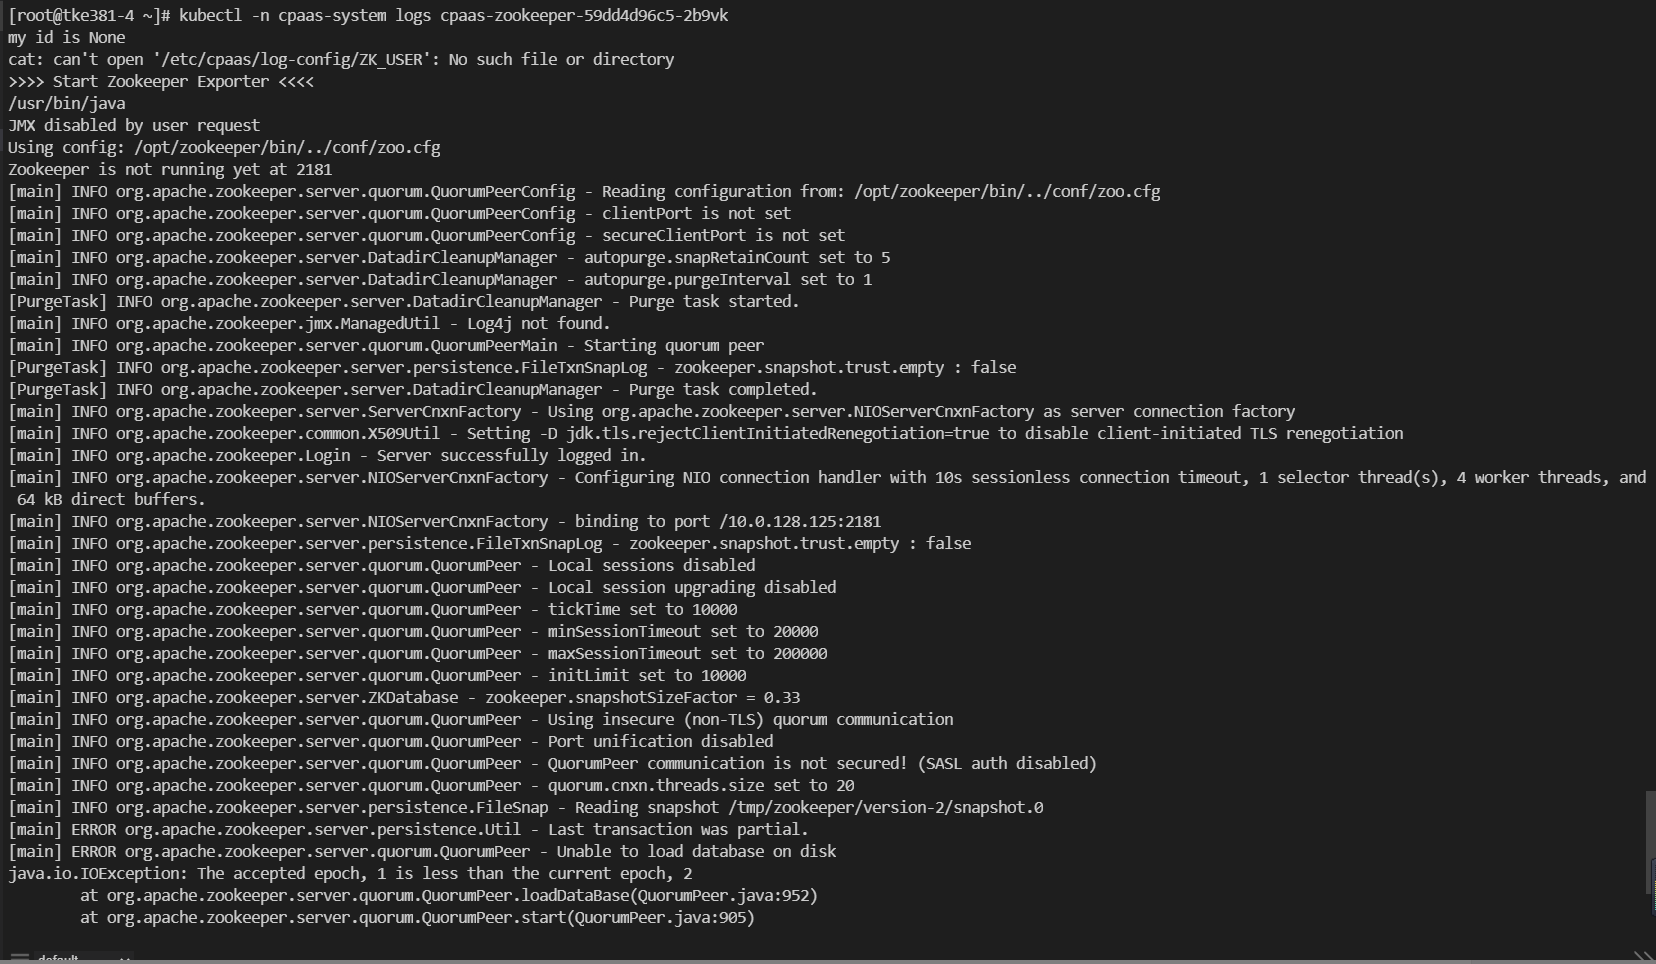 [root@tke381-4 ~]# kubectl -n cpaas-system logs cpaas-zookeeper-59dd4d96c5-2b9vk
my id is None
cat: can't open '/etc/cpaas/log-config/ZK_USER': No such file or directory
>>>> Start Zookeeper Exporter <<<<
/usr/bin/java
JMX disabled by user request
Using config: /opt/zookeeper/bin/../conf/zoo.cfg
Zookeeper is not running yet at 2181
[main] INFO org.apache.zookeeper.server.quorum.QuorumPeerConfig - Reading configuration from: /opt/zookeeper/bin/../conf/zoo.cfg
[main] INFO org.apache.zookeeper.server.quorum.QuorumPeerConfig - clientPort is not set
[main] INFO org.apache.zookeeper.server.quorum.QuorumPeerConfig - secureClientPort is not set
[main] INFO org.apache.zookeeper.server.DatadirCleanupManager - autopurge.snapRetainCount set to 5
[main] INFO org.apache.zookeeper.server.DatadirCleanupManager - autopurge.purgeInterval set to 1
[PurgeTask] INFO org.apache.zookeeper.server.DatadirCleanupManager - Purge task started.
[main] INFO org.apache.zookeeper.jmx.ManagedUtil - Log4j not found.
[main] INFO org.apache.zookeeper.server.quorum.QuorumPeerMain - Starting quorum peer
[PurgeTask] INFO org.apache.zookeeper.server.persistence.FileTxnSnapLog - zookeeper.snapshot.trust.empty : false
[PurgeTask] INFO org.apache.zookeeper.server.DatadirCleanupManager - Purge task completed.
[main] INFO org.apache.zookeeper.server.ServerCnxnFactory - Using org.apache.zookeeper.server.NIOServerCnxnFactory as server connection factory
[main] INFO org.apache.zookeeper.common.X509Util - Setting -D jdk.tls.rejectClientInitiatedRenegotiation=true to disable client-initiated TLS renegotiation
[main] INFO org.apache.zookeeper.Login - Server successfully logged in.
[main] INFO org.apache.zookeeper.server.NIOServerCnxnFactory - Configuring NIO connection handler with 10s sessionless connection timeout, 1 selector thread(s), 4 worker threads, and
 64 kB direct buffers.
[main] INFO org.apache.zookeeper.server.NIOServerCnxnFactory - binding to port /10.0.128.125:2181
[main] INFO org.apache.zookeeper.server.persistence.FileTxnSnapLog - zookeeper.snapshot.trust.empty : false
[main] INFO org.apache.zookeeper.server.quorum.QuorumPeer - Local sessions disabled
[main] INFO org.apache.zookeeper.server.quorum.QuorumPeer - Local session upgrading disabled
[main] INFO org.apache.zookeeper.server.quorum.QuorumPeer - tickTime set to 10000
[main] INFO org.apache.zookeeper.server.quorum.QuorumPeer - minSessionTimeout set to 20000
[main] INFO org.apache.zookeeper.server.quorum.QuorumPeer - maxSessionTimeout set to 200000
[main] INFO org.apache.zookeeper.server.quorum.QuorumPeer - initLimit set to 10000
[main] INFO org.apache.zookeeper.server.ZKDatabase - zookeeper.snapshotSizeFactor = 0.33
[main] INFO org.apache.zookeeper.server.quorum.QuorumPeer - Using insecure (non-TLS) quorum communication
[main] INFO org.apache.zookeeper.server.quorum.QuorumPeer - Port unification disabled
[main] INFO org.apache.zookeeper.server.quorum.QuorumPeer - QuorumPeer communication is not secured! (SASL auth disabled)
[main] INFO org.apache.zookeeper.server.quorum.QuorumPeer - quorum.cnxn.threads.size set to 20
[main] INFO org.apache.zookeeper.server.persistence.FileSnap - Reading snapshot /tmp/zookeeper/version-2/snapshot.0
[main] ERROR org.apache.zookeeper.server.persistence.Util - Last transaction was partial.
[main] ERROR org.apache.zookeeper.server.quorum.QuorumPeer - Unable to load database on disk
java.io.IOException: The accepted epoch, 1 is less than the current epoch, 2
        at org.apache.zookeeper.server.quorum.QuorumPeer.loadDataBase(QuorumPeer.java:952)
        at org.apache.zookeeper.server.quorum.QuorumPeer.start(QuorumPeer.java:905)
default